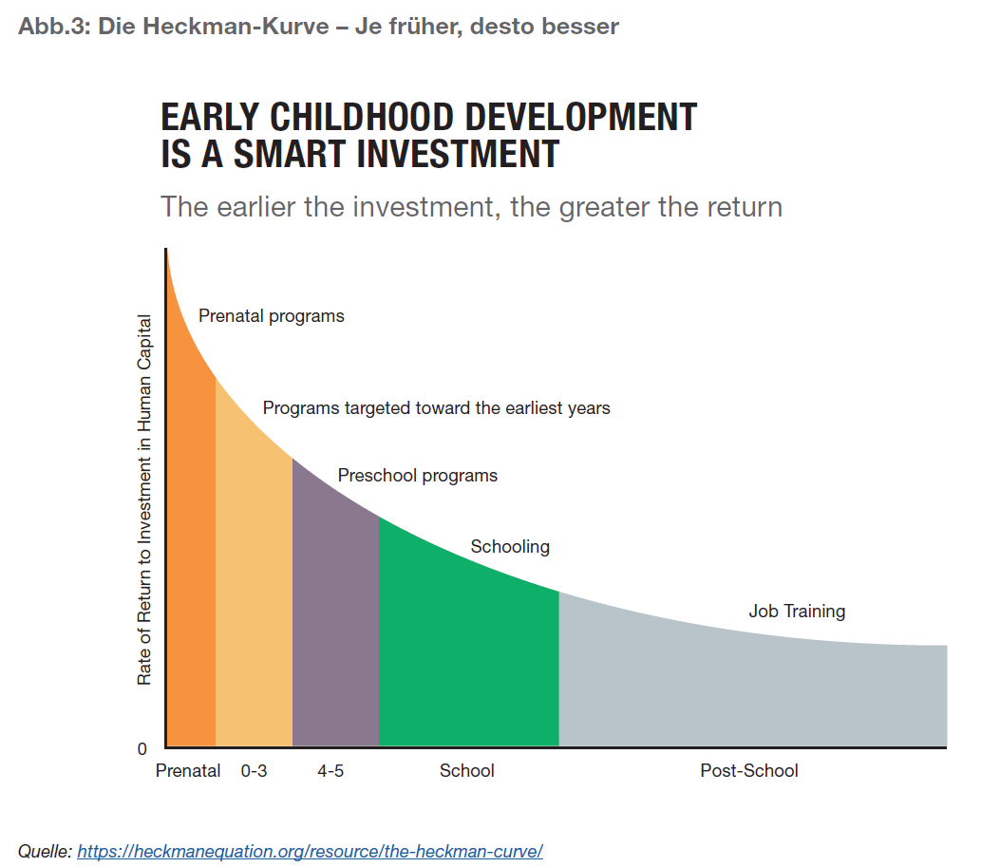 Abb.3: Die Heckman-Kurve – Je früher, desto besser
EARLY CHILDHOOD DEVELOPMENT
IS A SMART INVESTMENT
The earlier the investment, the greater the return
Rate of Return to Investment in Human Capital
Prenatal programs
Programs targeted toward the earliest years
Preschool programs
Schooling
Job Training
0
Prenatal 0-3 4-5 School Post-School
Quelle: https://heckmanequation.org/resource/the-heckman-curve/